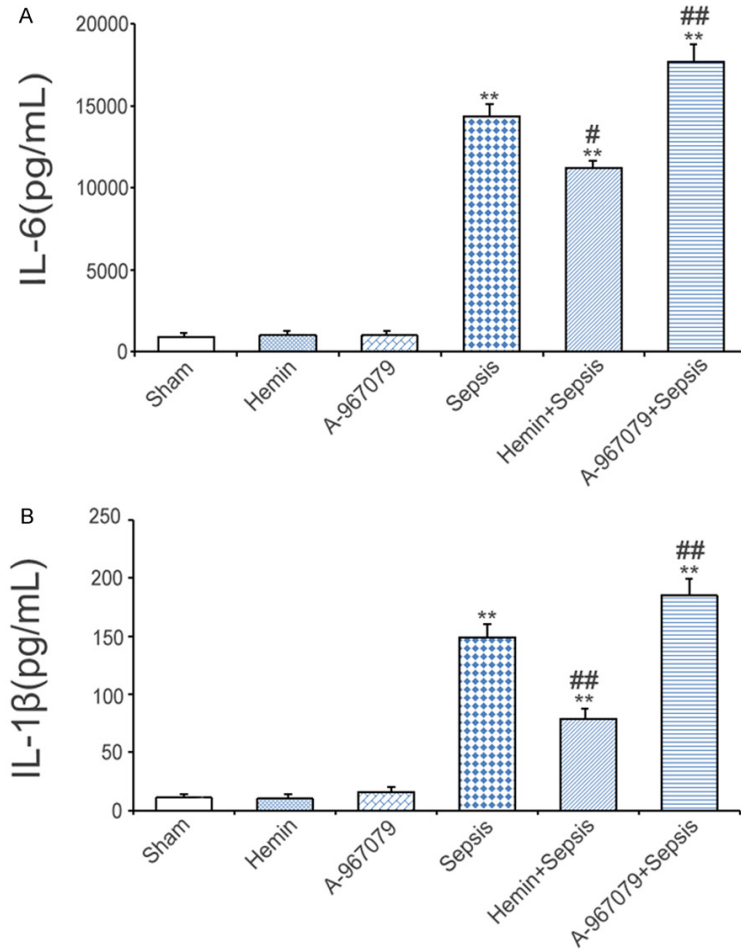 A
IL-6(pg/mL)
20000
15000
10000
5000
0
**
#
**
##
**
Sham
Hemin
A-967079
Sepsis
Hemin+Sepsis
A-967079+Sepsis
B
IL-1β(pg/mL)
250
200
150
100
50
0
**
##
**
##
**
Sham
Hemin
A-967079
Sepsis
Hemin+Sepsis
A-967079+Sepsis